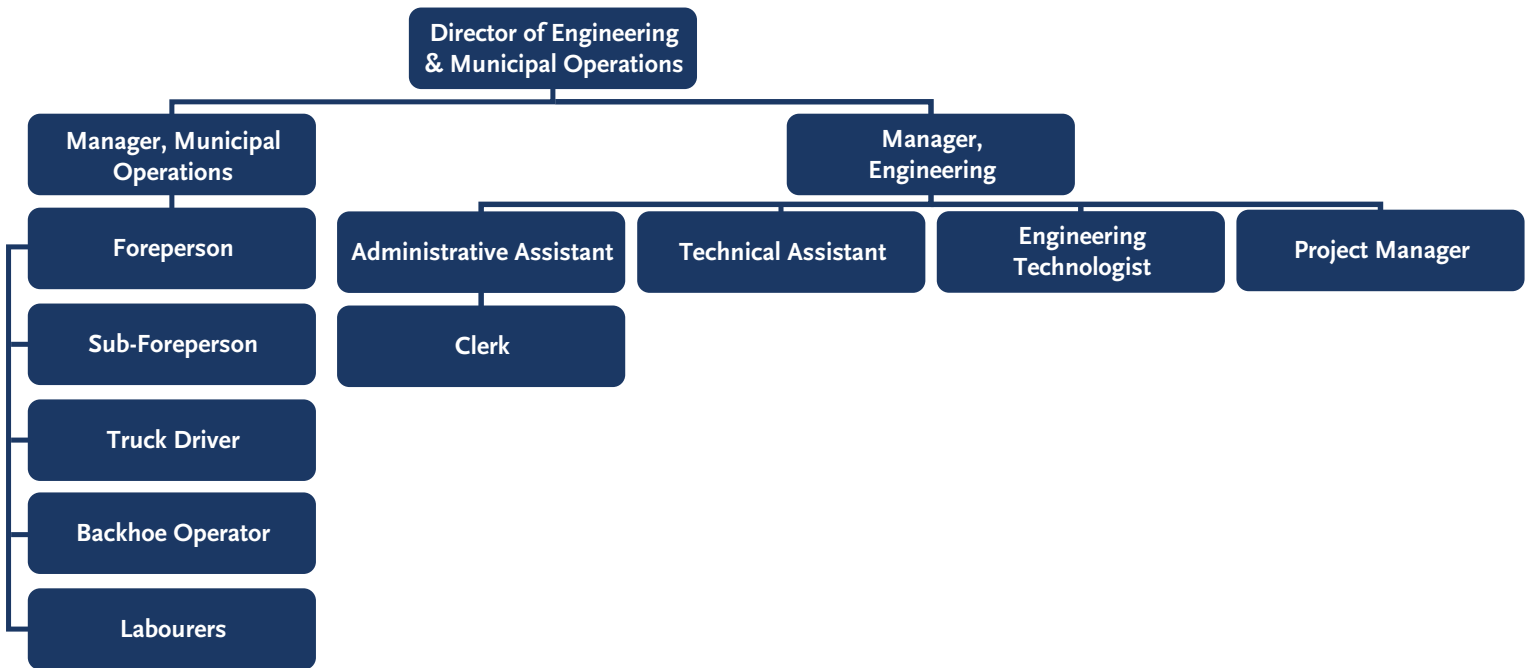 Director of Engineering
& Municipal Operations
Manager, Municipal
Operations
Manager,
Engineering
Foreperson
Administrative Assistant
Technical Assistant
Engineering
Technologist
Project Manager
Sub-Foreperson
Clerk
Truck Driver
Backhoe Operator
Labourers